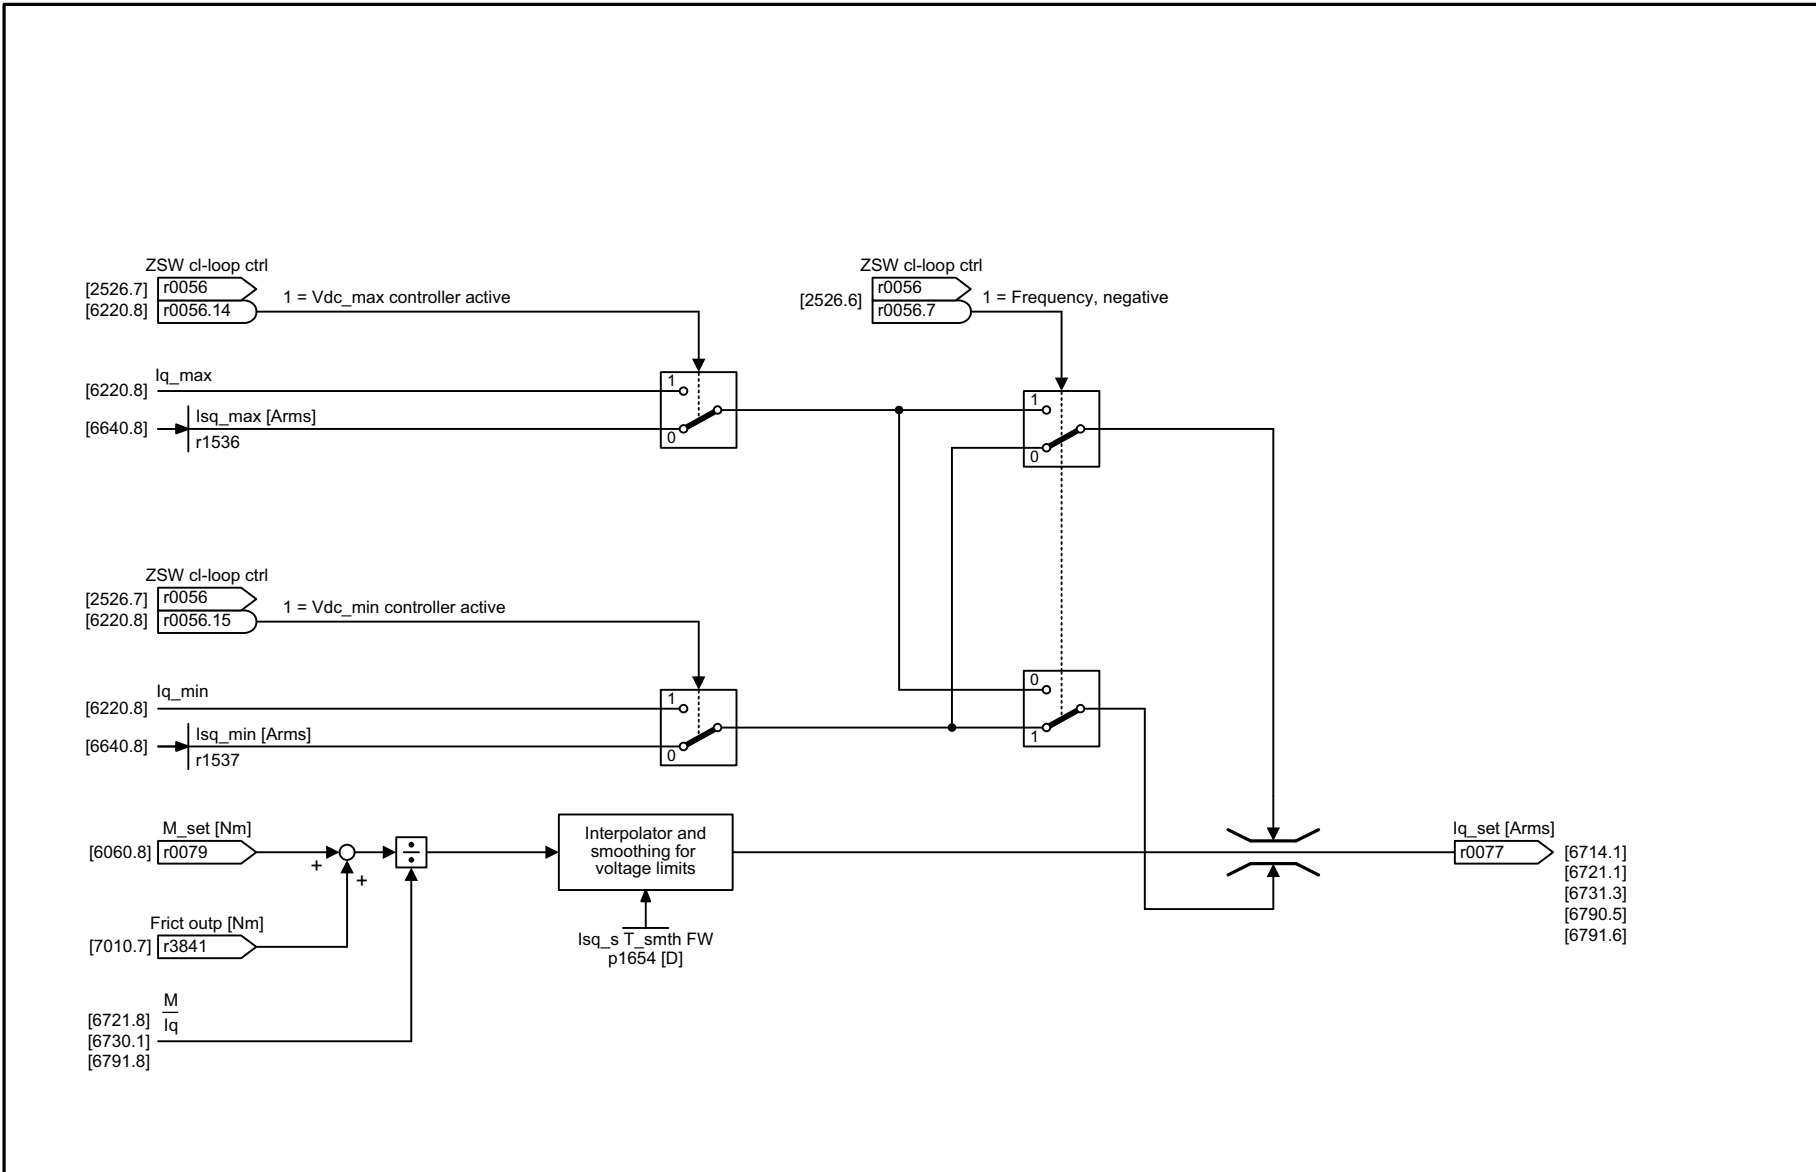 ZSW cl-loop ctrl
[2526.7] r0056
[6220.8] r0056.14
1 = Vdc_max controller active
ZSW cl-loop ctrl
r0056
[2526.6]
r0056.7
1 = Frequency, negative
Iq_max
[6220.8]
1
Isq_max [Arms]
[6640.8]
r1536
0
1
0
ZSW cl-loop ctrl
[2526.7] r0056
[6220.8] r0056.15
1 = Vdc_min controller active
Iq_min
[6220.8]
1
Isq_min [Arms]
[6640.8]
r1537
0
0
1
M_set [Nm]
[6060.8] r0079
+
+
Frict outp [Nm]
[7010.7] r3841
M
Iq
[6721.8]
[6730.1]
[6791.8]
÷
Interpolator and
smoothing for
voltage limits
Isq_s T_smth FW
p1654 [D]
Iq_set [Arms]
r0077 [6714.1]
[6721.1]
[6731.3]
[6790.5]
[6791.6]